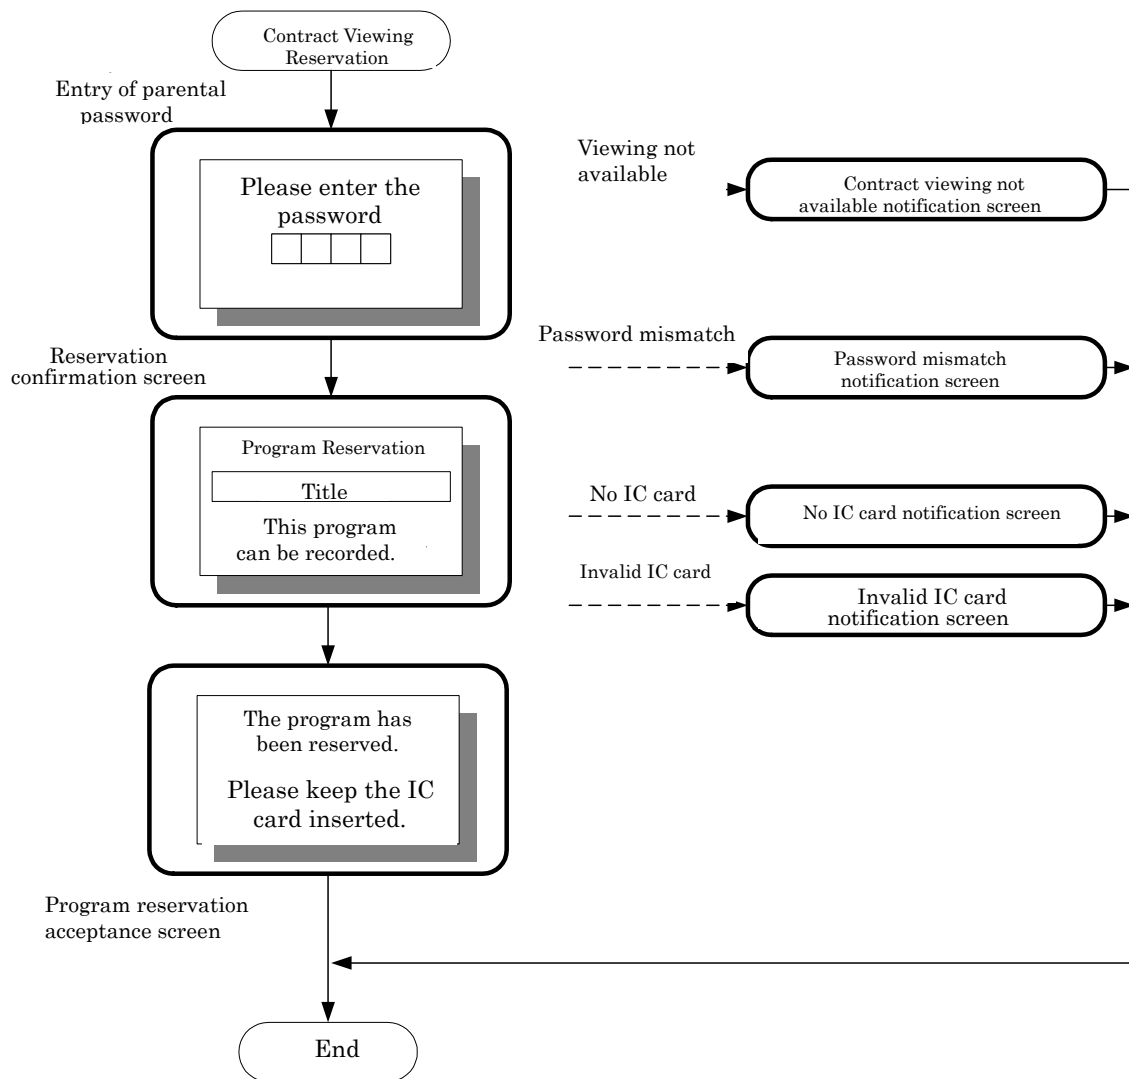 Contract Viewing
Reservation
Entry of parental
password
Please enter the
password
Viewing not
available
Contract viewing not
available notification screen
Password mismatch
Password mismatch
notification screen
Reservation
confirmation screen
Program Reservation
Title
This program
can be recorded.
No IC card
No IC card notification screen
Invalid IC card
Invalid IC card
notification screen
The program has
been reserved.
Please keep the IC
card inserted.
Program reservation
acceptance screen
End